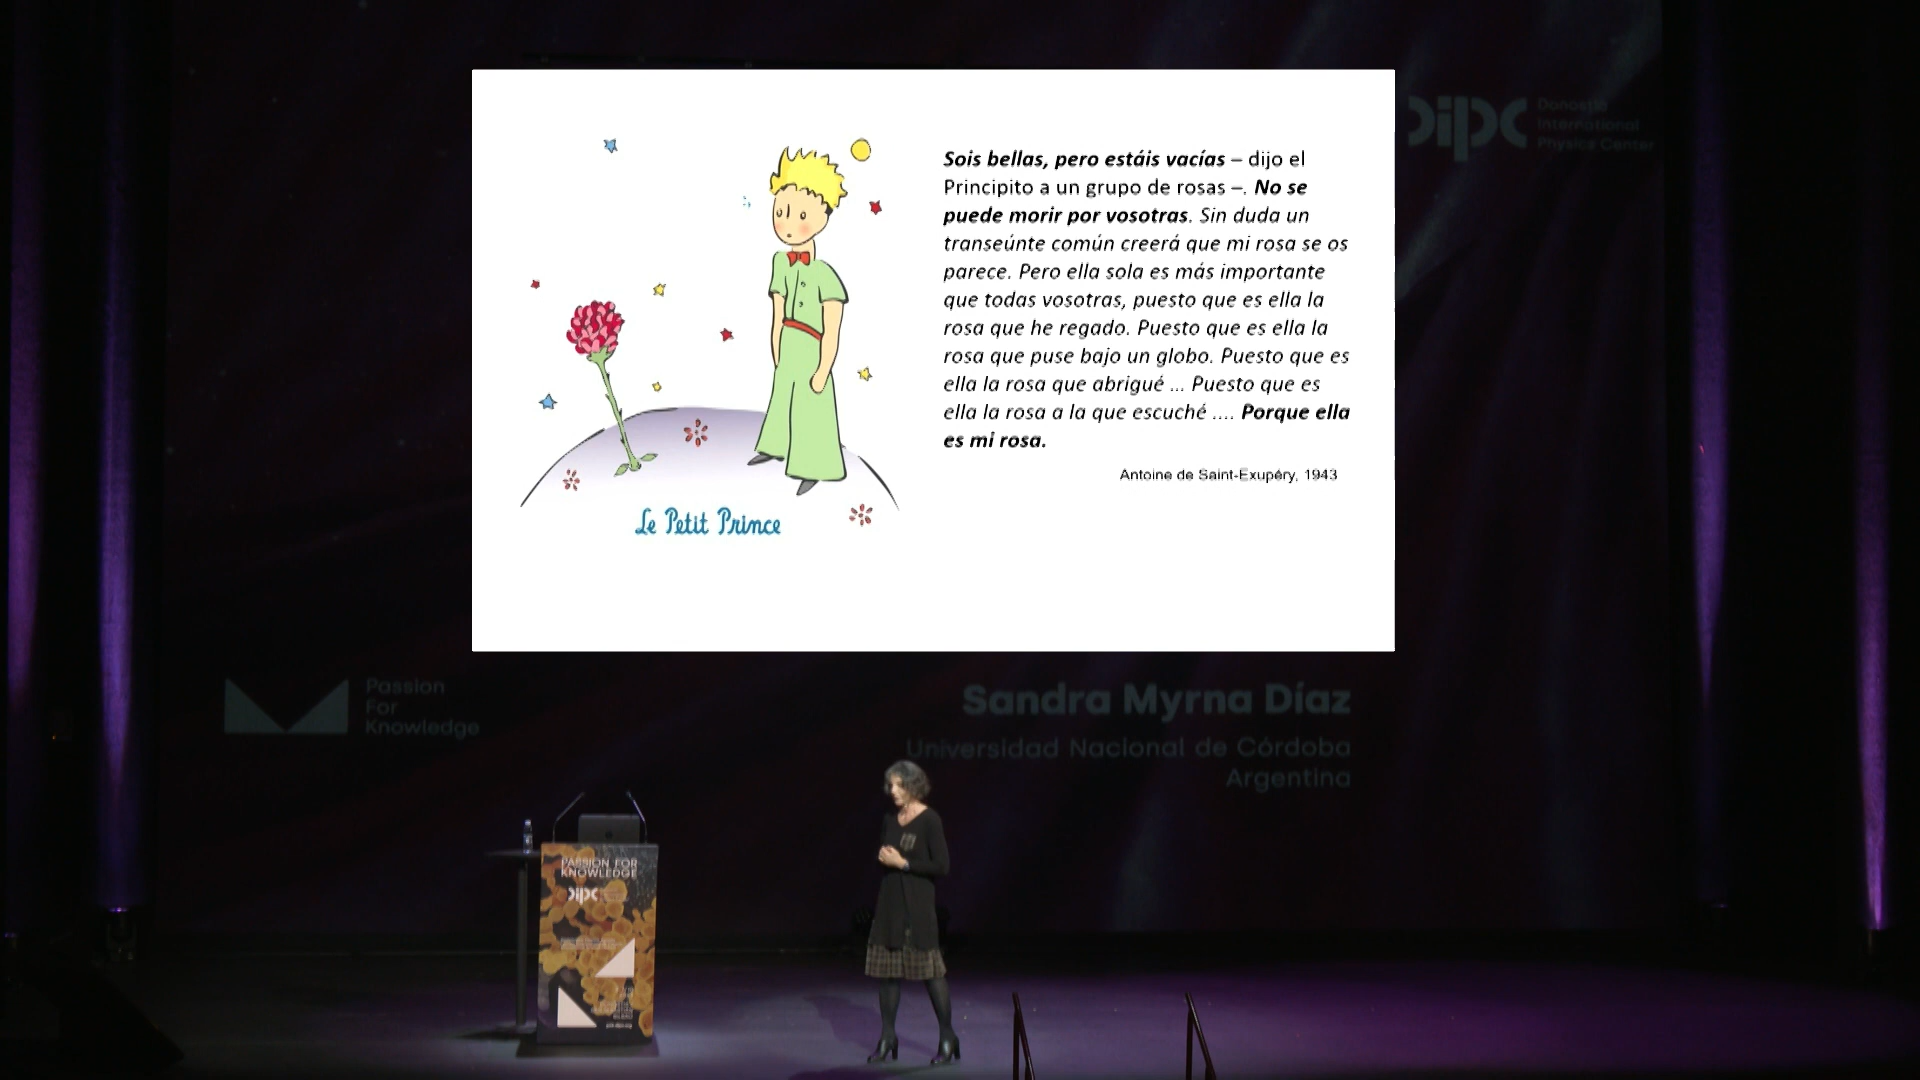 Sois bellas, pero estáis vacías – dijo el
Principito a un grupo de rosas –. No se
puede morir por vosotras. Sin duda un
transeúnte común creerá que mi rosa se os
parece. Pero ella sola es más importante
que todas vosotras, puesto que es ella la
rosa que he regado. Puesto que es ella la
rosa que puse bajo un globo. Puesto que es
ella la rosa que abrigué ... Puesto que es
ella la rosa a la que escuché .... Porque ella
es mi rosa.
Antoine de Saint-Exupéry, 1943
Le Petit Prince
dipc
Donostia
International
Physics Center
Passion
For
Knowledge
Sandra Myrna Díaz
Universidad Nacional de Córdoba
Argentina
PASSION FOR
KNOWLEDGE
dipc